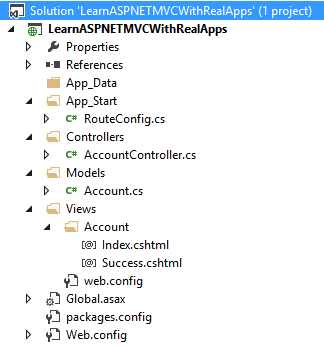 Solution 'LearnASPNETMVCWithRealApps' (1 project)
LearnASPNETMVCWithRealApps
Properties
References
App_Data
App_Start
C# RouteConfig.cs
Controllers
C# AccountController.cs
Models
C# Account.cs
Views
Account
[@] Index.cshtml
[@] Success.cshtml
web.config
Global.asax
packages.config
Web.config